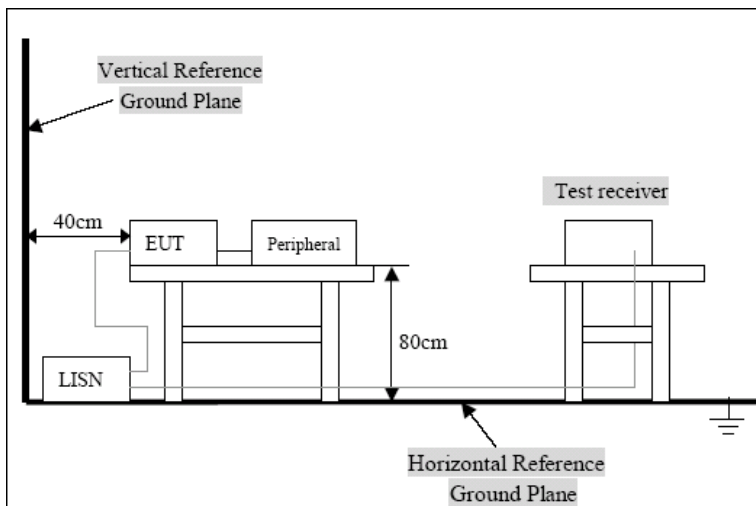 Vertical Reference
Ground Plane
40cm
EUT
Peripheral
Test receiver
80cm
LISN
Horizontal Reference
Ground Plane